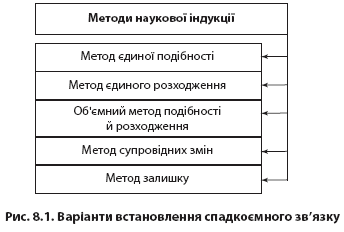 Методи наукової індукції
Метод єдиної подібності
Метод єдиного розходження
Об'ємний метод подібності
й розходження
Метод супровідних змін
Метод залишку
Рис. 8.1. Варіанти встановлення спадкоємного зв’язку